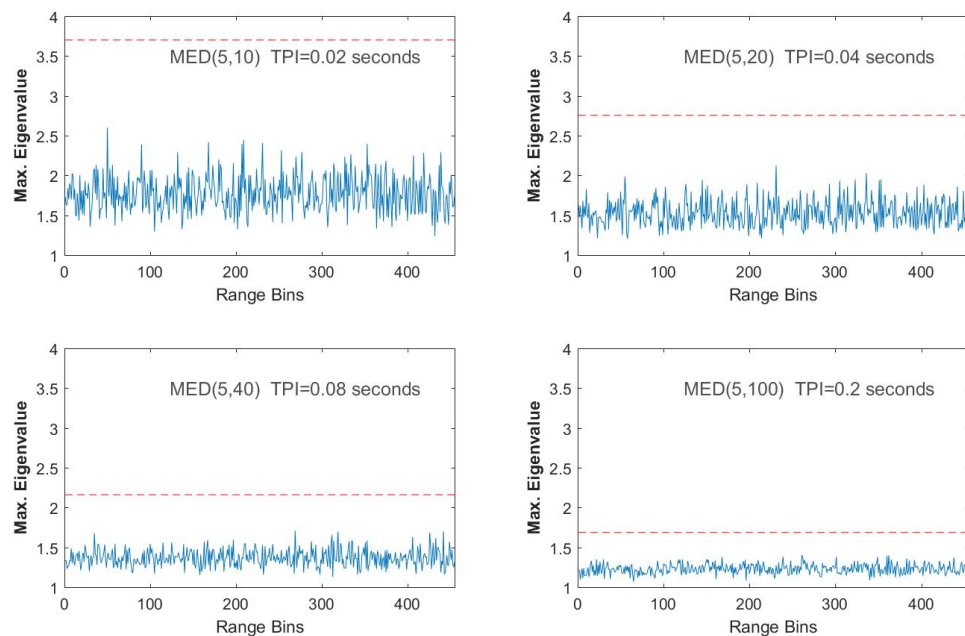 4
3.5
3
2.5
2
1.5
1
Max. Eigenvalue
MED(5,10) TPI=0.02 seconds
0 100 200 300 400
Range Bins
4
3.5
3
2.5
2
1.5
1
Max. Eigenvalue
MED(5,20) TPI=0.04 seconds
0 100 200 300 400
Range Bins
4
3.5
3
2.5
2
1.5
1
Max. Eigenvalue
MED(5,40) TPI=0.08 seconds
0 100 200 300 400
Range Bins
4
3.5
3
2.5
2
1.5
1
Max. Eigenvalue
MED(5,100) TPI=0.2 seconds
0 100 200 300 400
Range Bins